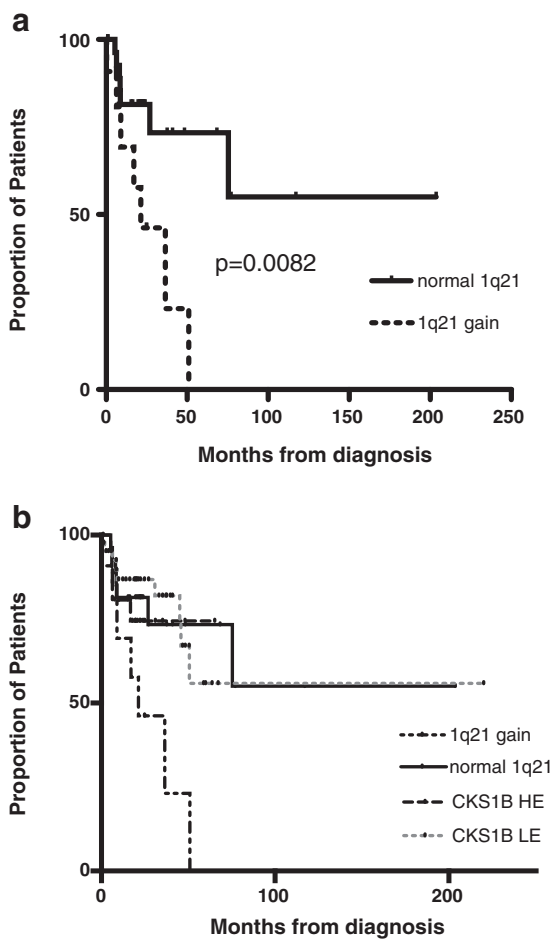 a
100
50
0
Proportion of Patients
p=0.0082
normal 1q21
1q21 gain
0 50 100 150 200 250
Months from diagnosis
b
100
50
0
Proportion of Patients
1q21 gain
normal 1q21
CKS1B HE
CKS1B LE
0 100 200
Months from diagnosis